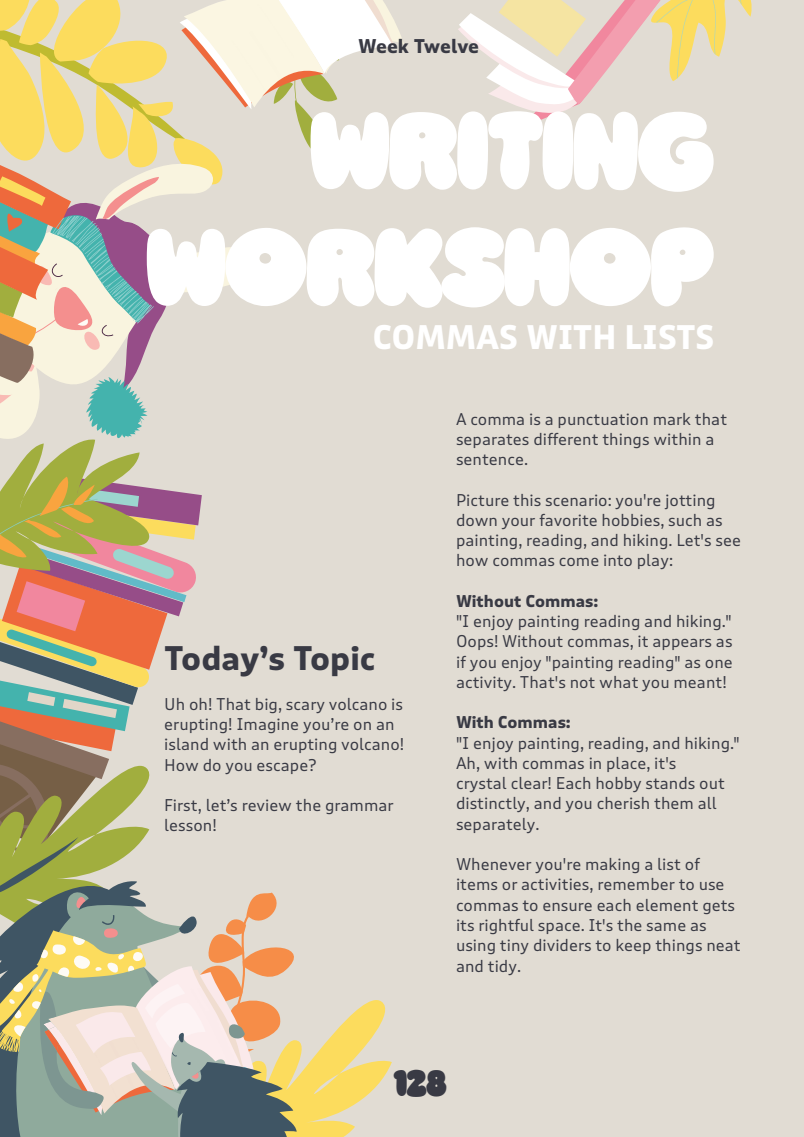 Week Twelve
WRITING
WORKSHOP
COMMAS WITH LISTS
Today’s Topic
Uh oh! That big, scary volcano is
erupting! Imagine you’re on an
island with an erupting volcano!
How do you escape?
First, let’s review the grammar
lesson!
A comma is a punctuation mark that
separates different things within a
sentence.
Picture this scenario: you're jotting
down your favorite hobbies, such as
painting, reading, and hiking. Let's see
how commas come into play:
Without Commas:
"I enjoy painting reading and hiking."
Oops! Without commas, it appears as
if you enjoy "painting reading" as one
activity. That's not what you meant!
With Commas:
"I enjoy painting, reading, and hiking."
Ah, with commas in place, it's
crystal clear! Each hobby stands out
distinctly, and you cherish them all
separately.
Whenever you're making a list of
items or activities, remember to use
commas to ensure each element gets
its rightful space. It's the same as
using tiny dividers to keep things neat
and tidy.
128